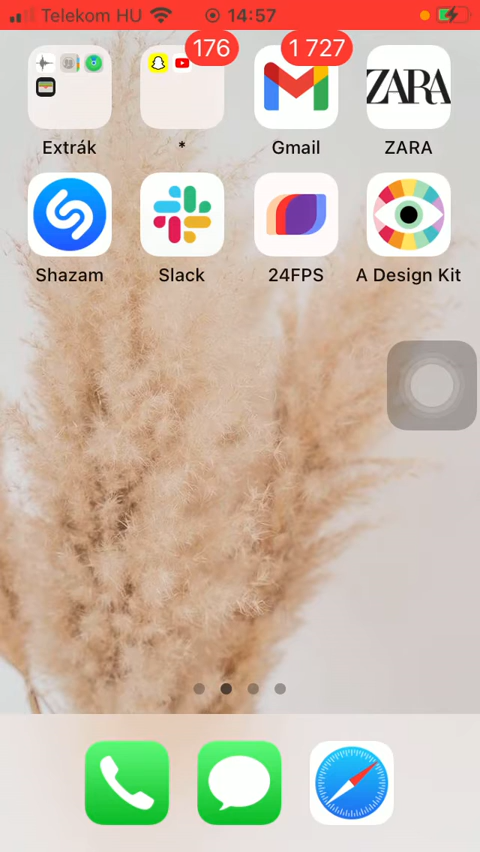 Telekom HU 14:57
176 1 727
ZARA
Extrák * Gmail ZARA
Shazam Slack 24FPS A Design Kit